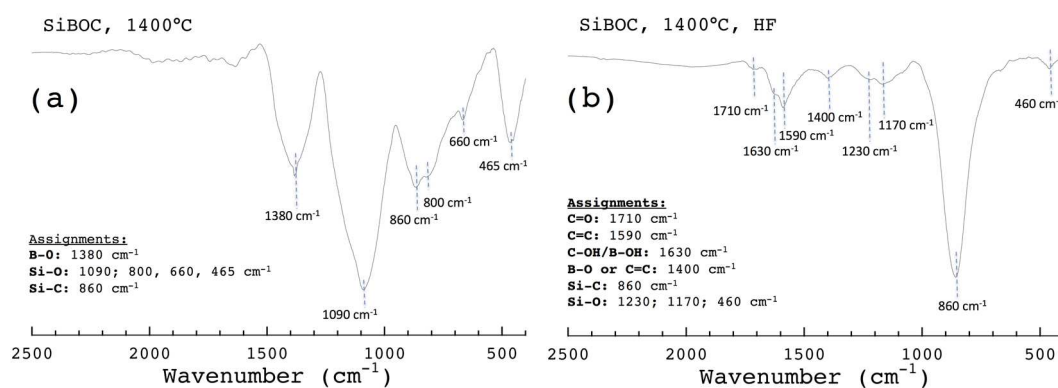 SiBOC, 1400°C
(a)
1380 cm⁻¹
1090 cm⁻¹
860 cm⁻¹
800 cm⁻¹
660 cm⁻¹
465 cm⁻¹
Assignments:
B-O: 1380 cm⁻¹
Si-O: 1090; 800, 660, 465 cm⁻¹
Si-C: 860 cm⁻¹
2500 2000 1500 1000 500
Wavenumber (cm⁻¹)
SiBOC, 1400°C, HF
(b)
1710 cm⁻¹
1630 cm⁻¹
1590 cm⁻¹
1400 cm⁻¹
1230 cm⁻¹
1170 cm⁻¹
860 cm⁻¹
460 cm⁻¹
Assignments:
C=O: 1710 cm⁻¹
C=C: 1590 cm⁻¹
C-OH/B-OH: 1630 cm⁻¹
B-O or C=C: 1400 cm⁻¹
Si-C: 860 cm⁻¹
Si-O: 1230; 1170; 460 cm⁻¹
2500 2000 1500 1000 500
Wavenumber (cm⁻¹)